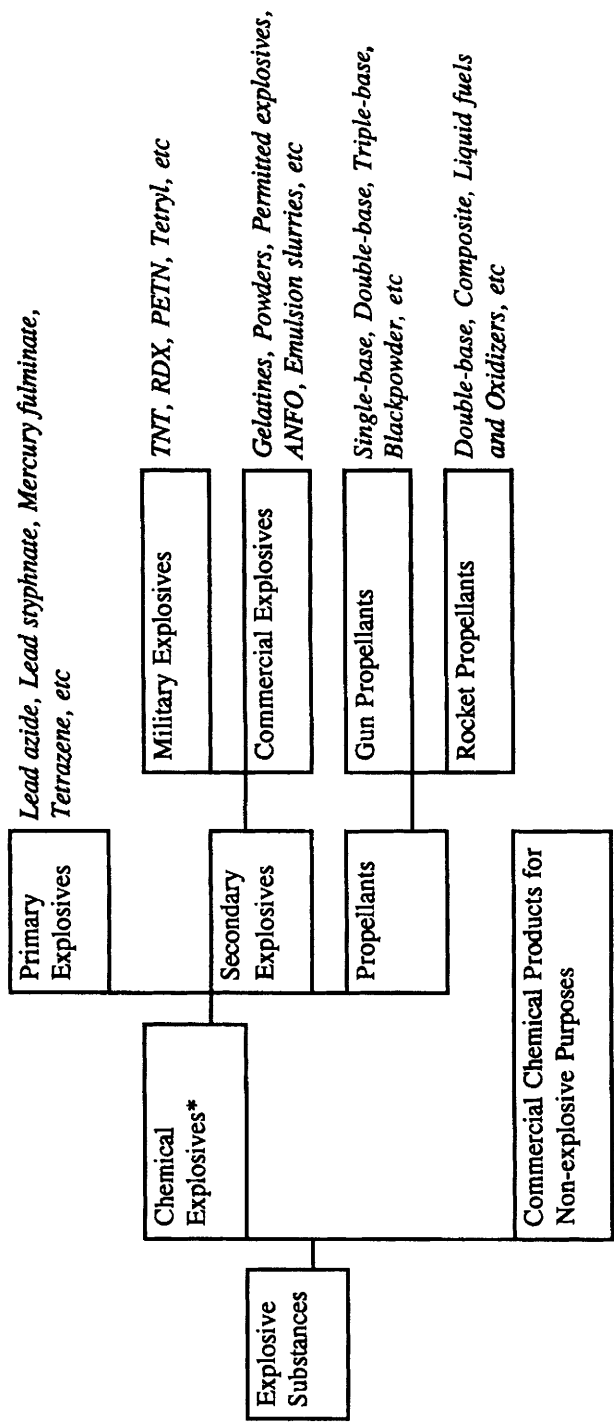 Explosive
Substances
Chemical
Explosives*
Commercial Chemical Products for
Non-explosive Purposes
Primary
Explosives
Lead azide, Lead styphnate, Mercury fulminate,
Tetrazene, etc
Secondary
Explosives
Military Explosives
TNT, RDX, PETN, Tetryl, etc
Commercial Explosives
Gelatines, Powders, Permitted explosives,
ANFO, Emulsion slurries, etc
Propellants
Gun Propellants
Single-base, Double-base, Triple-base,
Blackpowder, etc
Rocket Propellants
Double-base, Composite, Liquid fuels
and Oxidizers, etc